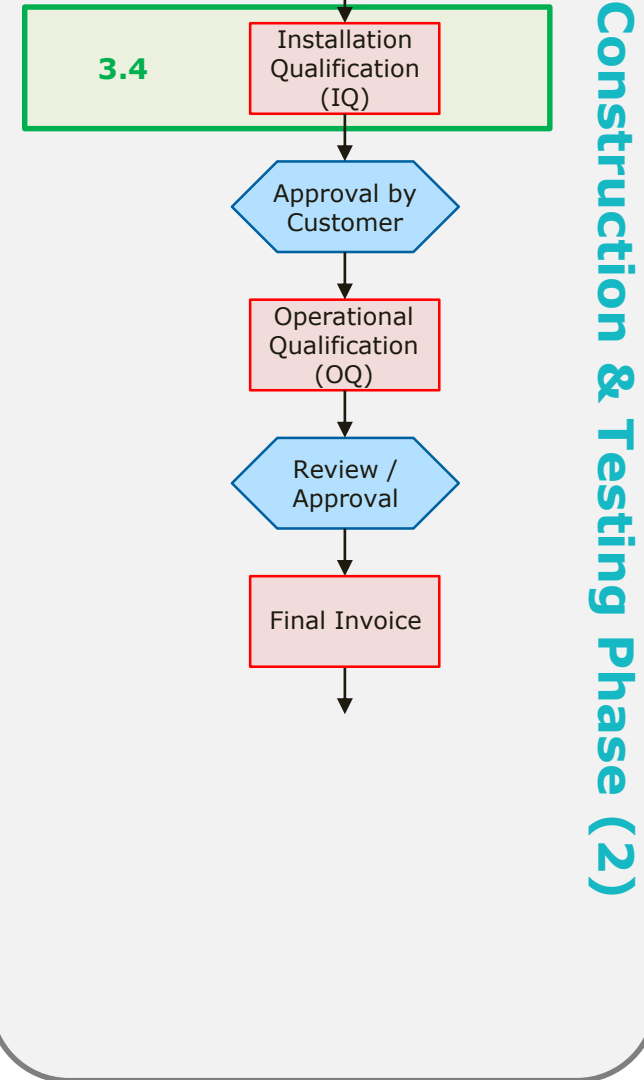 3.4
Installation
Qualification
(IQ)
Approval by
Customer
Operational
Qualification
(OQ)
Review /
Approval
Final Invoice
Construction & Testing Phase (2)